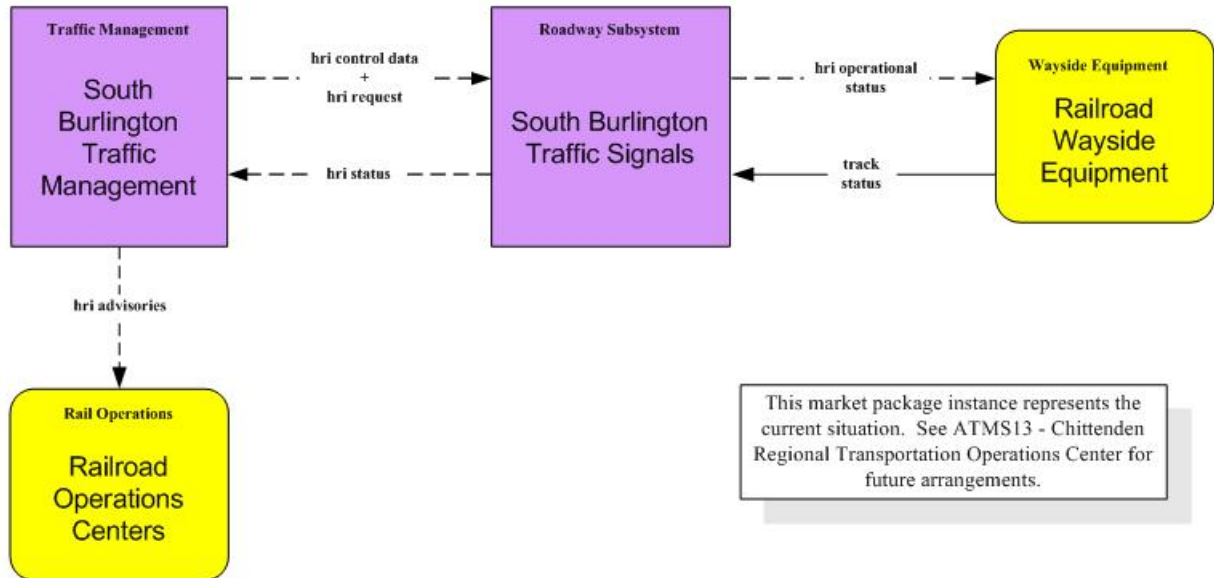 Traffic Management
South
Burlington
Traffic
Management
hri control data
+
hri request
hri status
Roadway Subsystem
South Burlington
Traffic Signals
hri operational
status
track
status
Wayside Equipment
Railroad
Wayside
Equipment
hri advisories
Rail Operations
Railroad
Operations
Centers
This market package instance represents the
current situation. See ATMS13 - Chittenden
Regional Transportation Operations Center for
future arrangements.